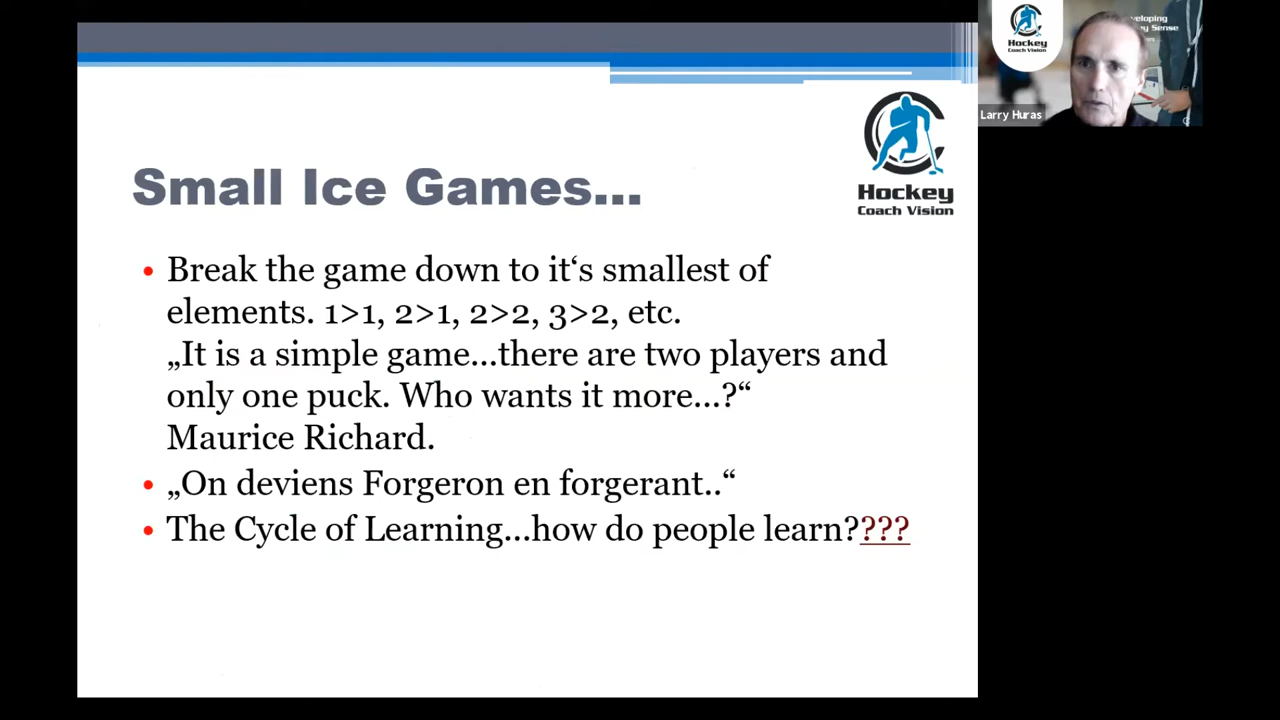 Small Ice Games...
Break the game down to it‘s smallest of
elements. 1>1, 2>1, 2>2, 3>2, etc.
„It is a simple game...there are two players and
only one puck. Who wants it more...?“
Maurice Richard.
„On deviens Forgeron en forgerant..“
The Cycle of Learning...how do people learn????
Hockey
Coach Vision
Hockey
Coach Vision
Larry Huras